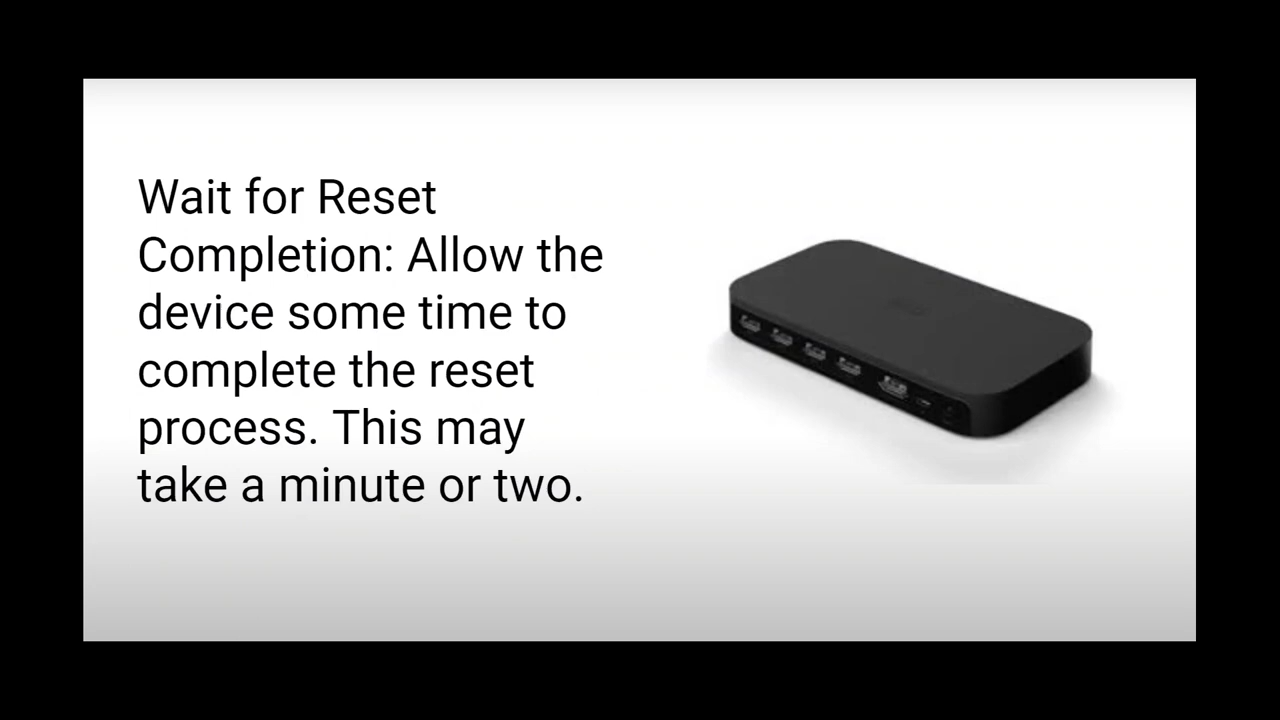 Wait for Reset
Completion: Allow the
device some time to
complete the reset
process. This may
take a minute or two.